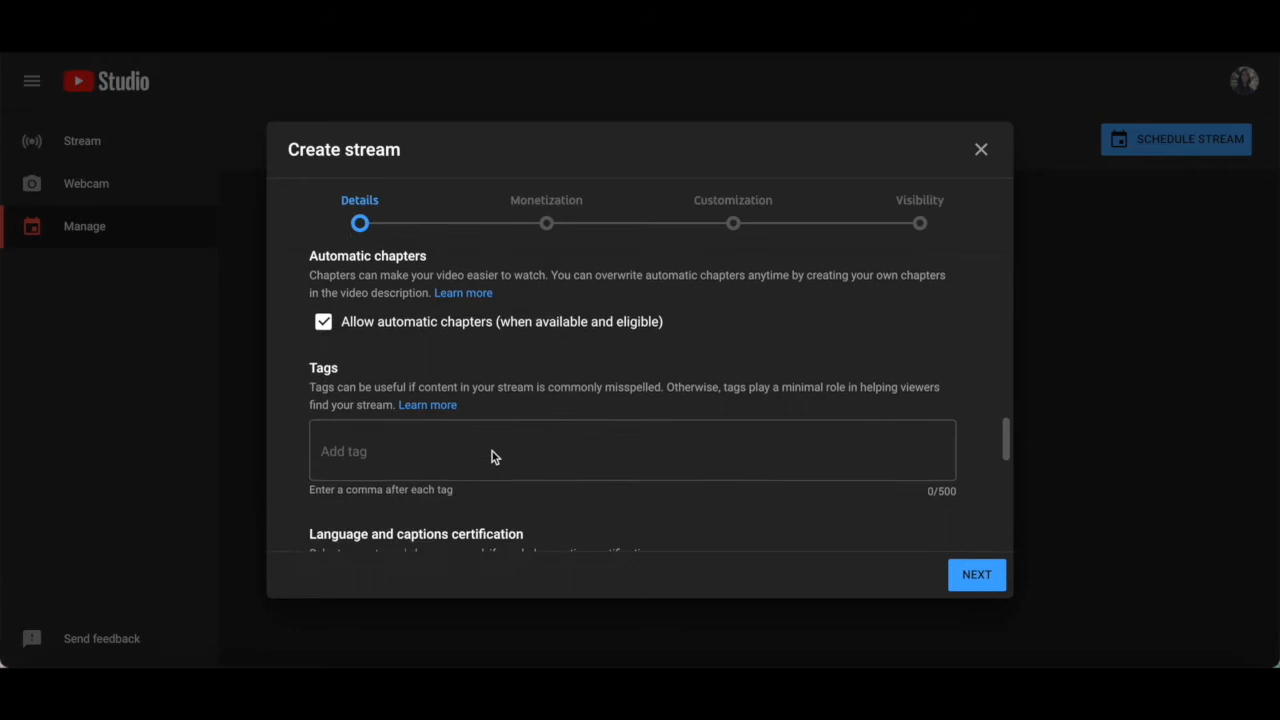 Studio
Stream
SCHEDULE STREAM
Create stream
Webcam
Details
Monetization
Customization
Visibility
Manage
Automatic chapters
Chapters can make your video easier to watch. You can overwrite automatic chapters anytime by creating your own chapters
in the video description. Learn more
Allow automatic chapters (when available and eligible)
Tags
Tags can be useful if content in your stream is commonly misspelled. Otherwise, tags play a minimal role in helping viewers
find your stream. Learn more
Add tag
Enter a comma after each tag
0/500
Language and captions certification
NEXT
Send feedback